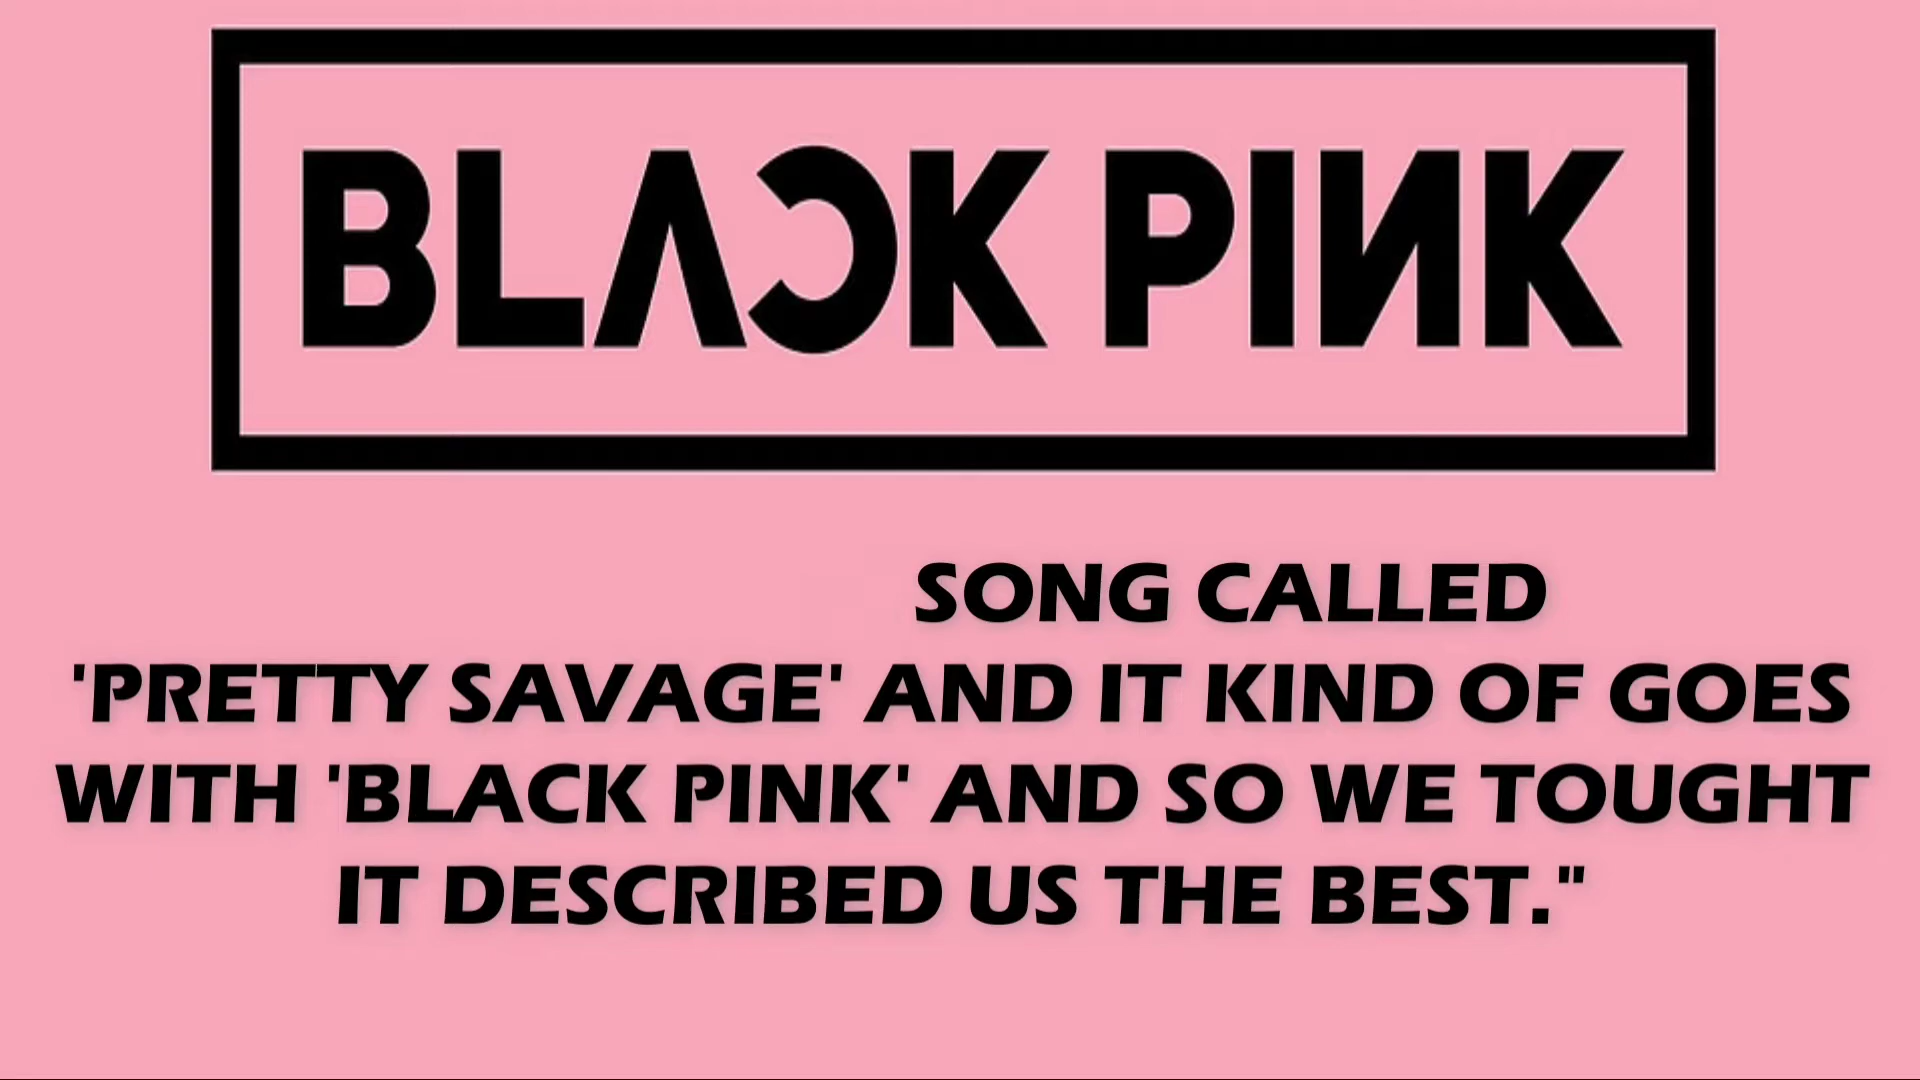 BLACK PINK
SONG CALLED
'PRETTY SAVAGE' AND IT KIND OF GOES
WITH 'BLACK PINK' AND SO WE TOUGHT
IT DESCRIBED US THE BEST."